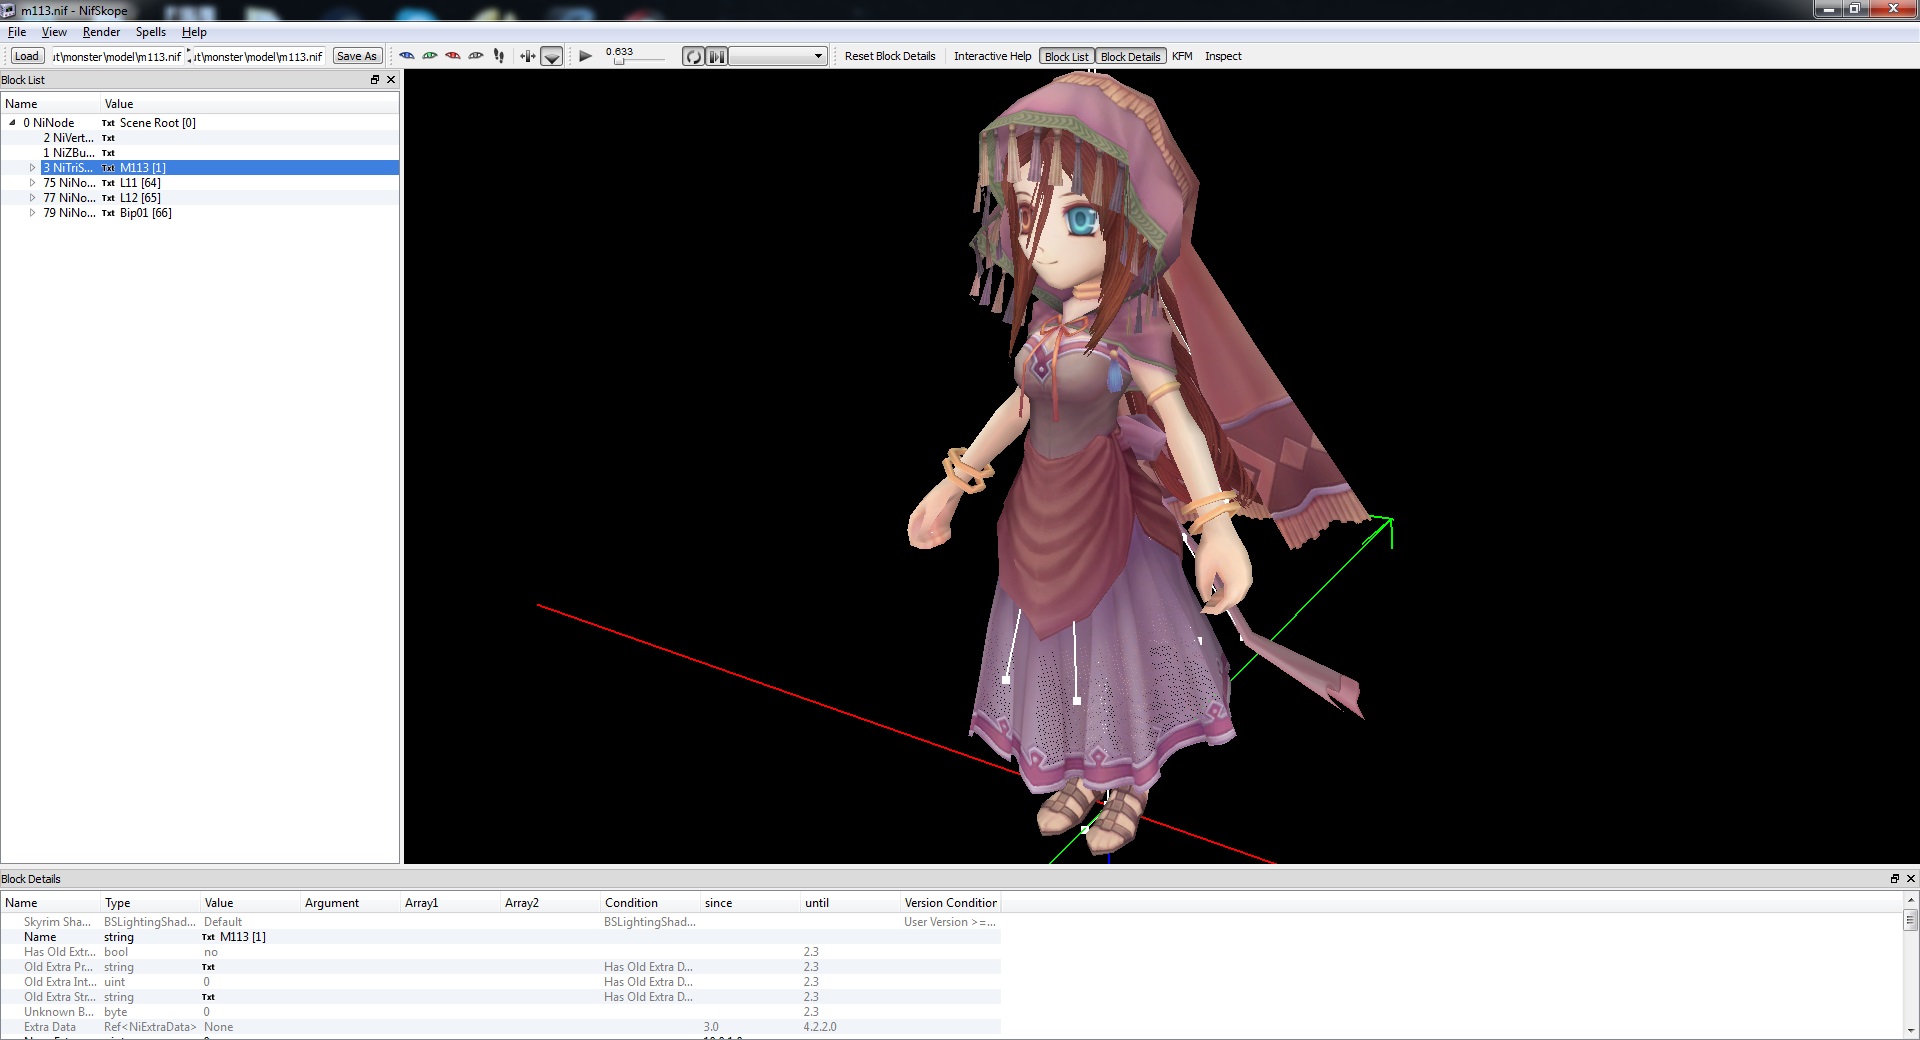 m113.nif - NifSkope
File View Render Spells Help
Load ut\monster\model\m113.nif ut\monster\model\m113.nif Save As 0.633 Reset Block Details Interactive Help Block List Block Details KFM Inspect
Block List
Name Value
0 NiNode Txt Scene Root [0]
2 NiVert... Txt
1 NiZBu... Txt
3 NiTriS... Txt M113 [1]
75 NiNo... Txt L11 [64]
77 NiNo... Txt L12 [65]
79 NiNo... Txt Bip01 [66]
Block Details
Name Type Value Argument Array1 Array2 Condition since until Version Condition
Skyrim Sha... BSLightingShad... Default BSLightingShad... User Version >=...
Name string Txt M113 [1]
Has Old Extr... bool no 2.3
Old Extra Pr... string Txt Has Old Extra D... 2.3
Old Extra Int... uint 0 Has Old Extra D... 2.3
Old Extra Str... string Txt Has Old Extra D... 2.3
Unknown B... byte 0 2.3
Extra Data Ref<NiExtraData> None 3.0 4.2.2.0